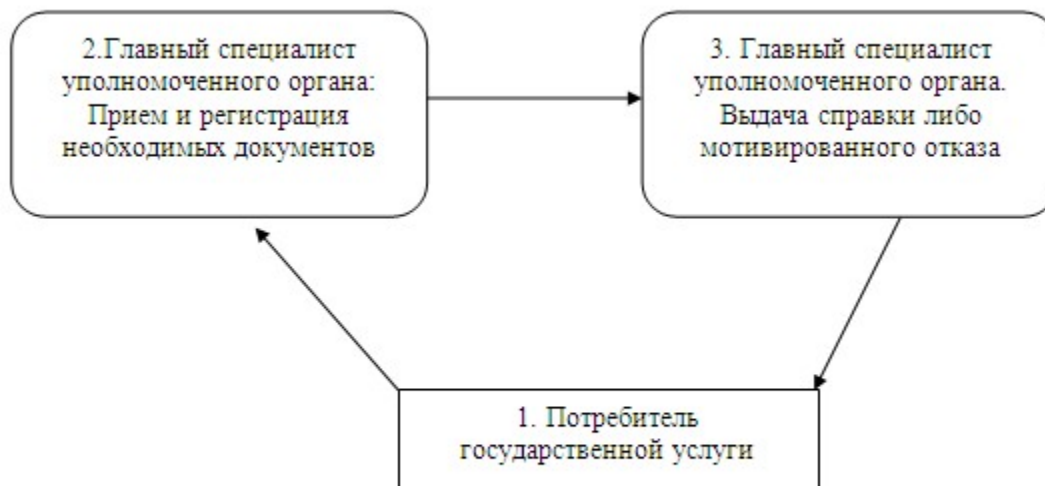 2.Главный специалист
уполномоченного органа:
Прием и регистрация
необходимых документов
3. Главный специалист
уполномоченного органа.
Выдача справки либо
мотивированного отказа
1. Потребитель
государственной услуги